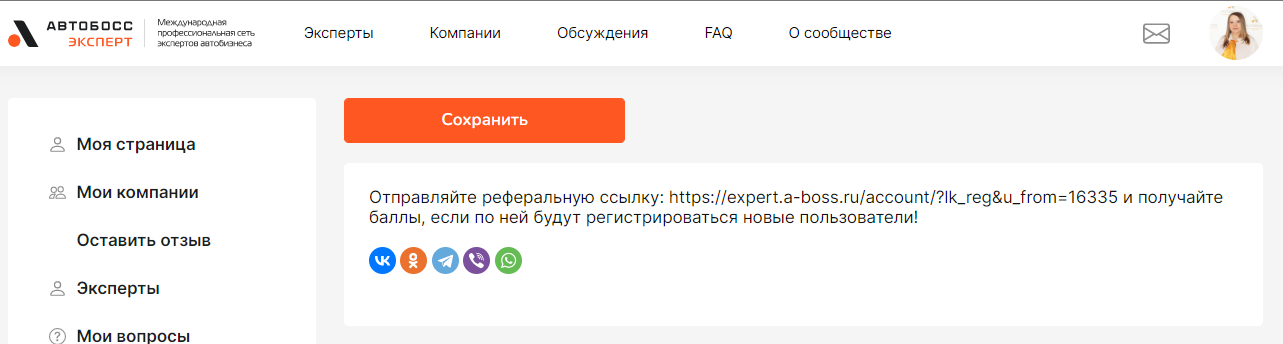 АВТОБОСС
ЭКСПЕРТ
Международная
профессиональная сеть
экспертов автобизнеса
Эксперты
Компании
Обсуждения
FAQ
О сообществе
Моя страница
Мои компании
Оставить отзыв
Эксперты
Мои вопросы
Сохранить
Отправляйте реферальную ссылку: https://expert.a-boss.ru/account/?lk_reg&u_from=16335 и получайте
баллы, если по ней будут регистрироваться новые пользователи!